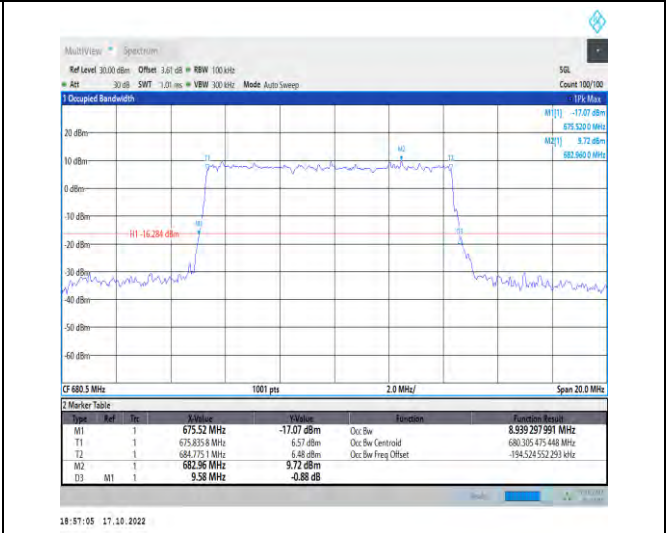 MultiView Spectrum
Ref Level 30.00 dBm Offset 3.61 dB RBW 100 kHz SGL
Att 30 dB SWT 1.01 ms VBW 300 kHz Mode Auto Sweep Count 100/100
1 Occupied Bandwidth 1Pk Max
M1[1] -17.07 dBm
675.520 0 MHz
M2[1] 9.72 dBm
682.960 0 MHz
20 dBm
M2
T1
10 dBm
0 dBm
-10 dBm
M1
H1 -16.284 dBm
-20 dBm
-30 dBm
-40 dBm
-50 dBm
-60 dBm
CF 680.5 MHz 1001 pts 2.0 MHz/ Span 20.0 MHz
2 Marker Table
Type Ref Trc X-Value Y-Value Function Function Result
M1 1 675.52 MHz -17.07 dBm Occ Bw 8.939 297 991 MHz
T1 1 675.835 8 MHz 6.57 dBm Occ Bw Centroid 680.305 475 448 MHz
T2 1 684.775 1 MHz 6.48 dBm Occ Bw Freq Offset -194.524 552 293 kHz
M2 1 682.96 MHz 9.72 dBm
D3 M1 1 9.58 MHz -0.88 dB
18:57:05 17.10.2022